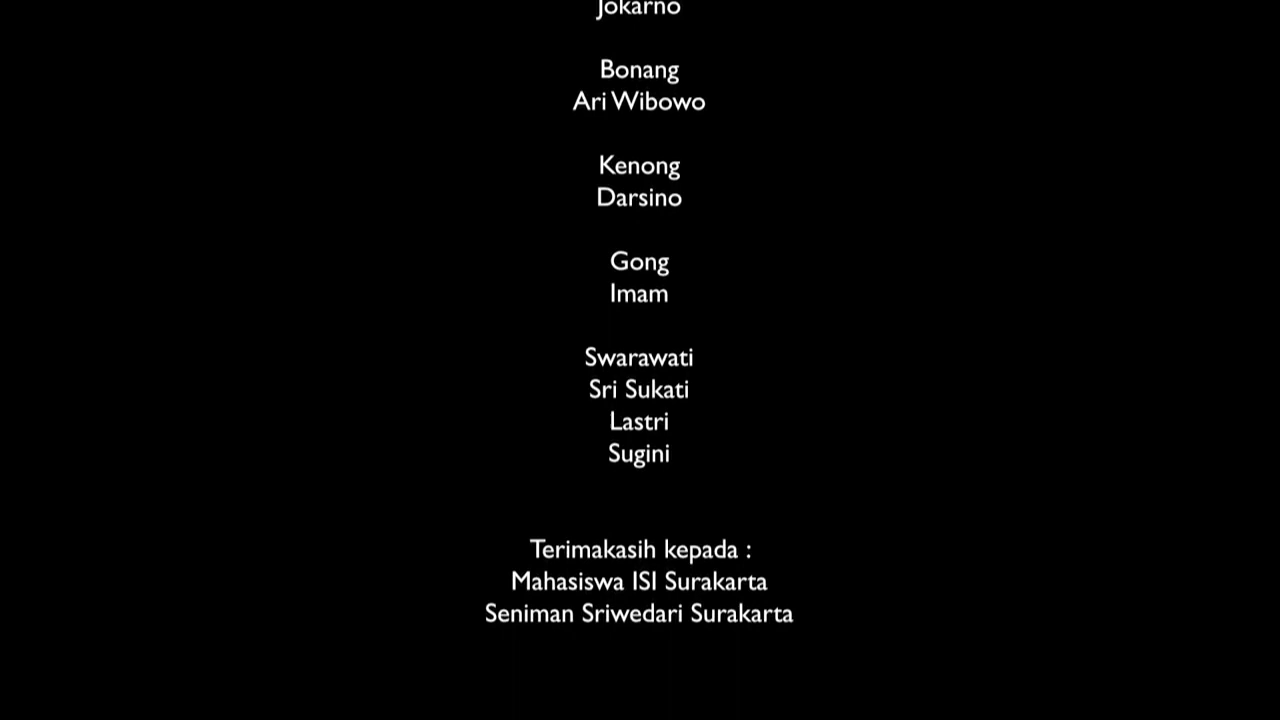 Jokarno
Bonang
Ari Wibowo
Kenong
Darsino
Gong
Imam
Swarawati
Sri Sukati
Lastri
Sugini
Terimakasih kepada :
Mahasiswa ISI Surakarta
Seniman Sriwedari Surakarta